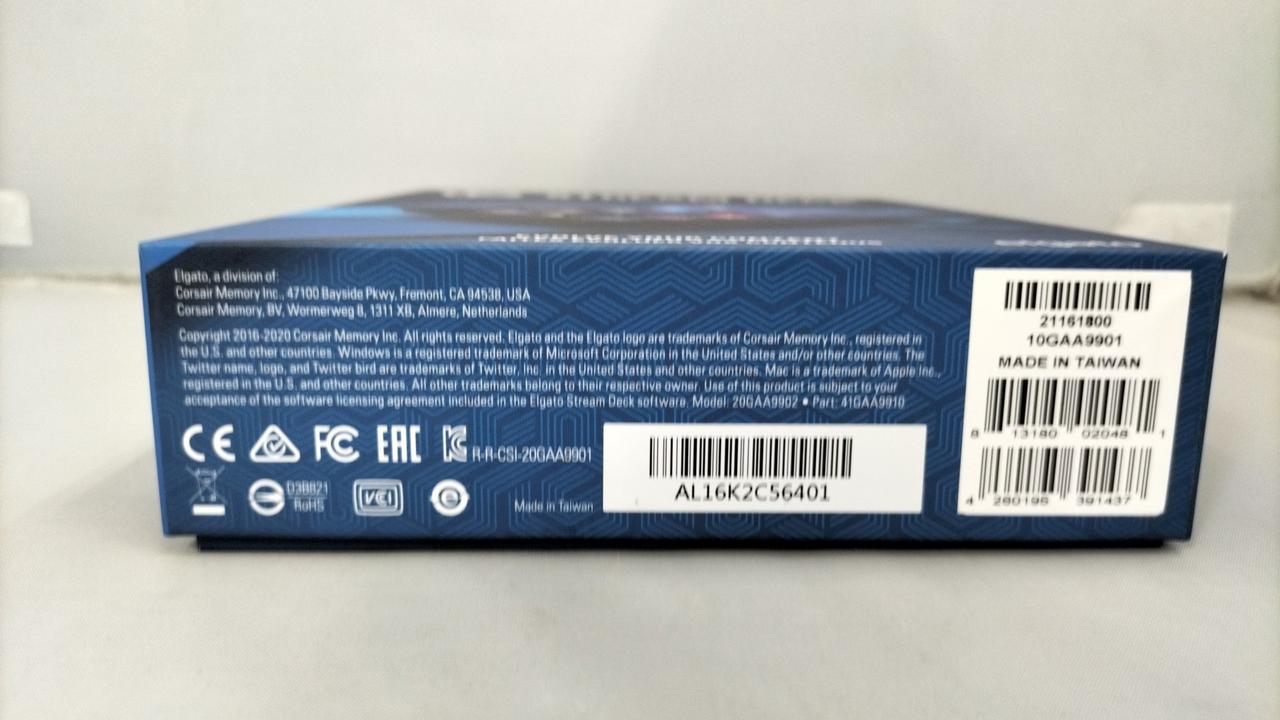 Elgato, a division of:
Corsair Memory Inc., 47100 Bayside Pkwy, Fremont, CA 94538, USA
Corsair Memory, BV, Wormerweg 8, 1311 XB, Almere, Netherlands
Copyright 2016-2020 Corsair Memory Inc. All rights reserved. Elgato and the Elgato logo are trademarks of Corsair Memory Inc., registered in
the U.S. and other countries. Windows is a registered trademark of Microsoft Corporation in the United States and/or other countries. The
Twitter name, logo, and Twitter bird are trademarks of Twitter, Inc. in the United States and other countries. Mac is a trademark of Apple Inc.,
registered in the U.S. and other countries. All other trademarks belong to their respective owner. Use of this product is subject to your
acceptance of the software licensing agreement included in the Elgato Stream Deck software. Model: 20GAA9902 • Part: 41GAA9910
CE FC EAC R-R-CSI-20GAA9901
D3B821
RoHS
VCI
Made in Taiwan
AL16K2C56401
21161800
10GAA9901
MADE IN TAIWAN
8 13180 02048 1
4 260195 391437